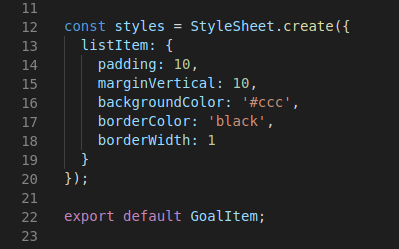 11
12 const styles = StyleSheet.create({
13   listItem: {
14     padding: 10,
15     marginVertical: 10,
16     backgroundColor: '#ccc',
17     borderColor: 'black',
18     borderWidth: 1
19   }
20 });
21
22 export default GoalItem;
23